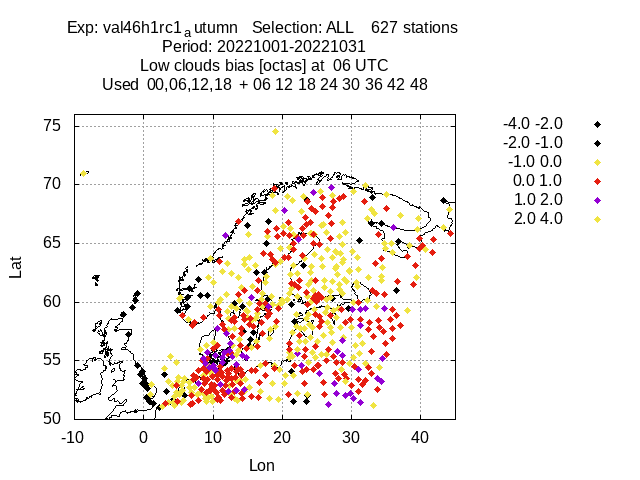 Exp: val46h1rc1autumn Selection: ALL 627 stations
Period: 20221001-20221031
Low clouds bias [octas] at 06 UTC
Used 00,06,12,18 + 06 12 18 24 30 36 42 48
-4.0 -2.0
-2.0 -1.0
-1.0 0.0
0.0 1.0
1.0 2.0
2.0 4.0
75
70
65
60
55
50
Lat
-10 0 10 20 30 40
Lon